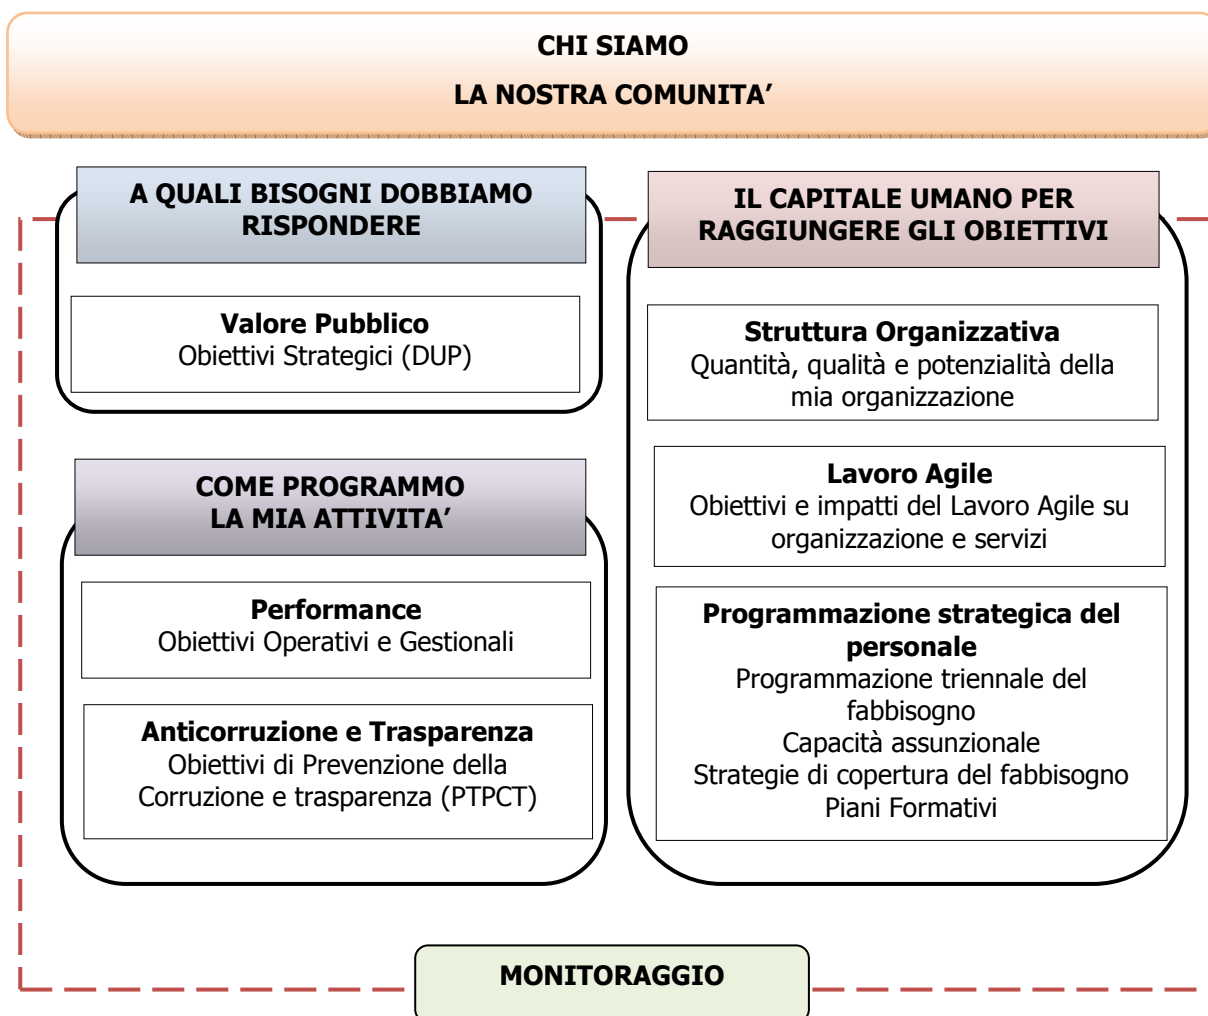 CHI SIAMO
LA NOSTRA COMUNITA’
A QUALI BISOGNI DOBBIAMO
RISPONDERE
Valore Pubblico
Obiettivi Strategici (DUP)
COME PROGRAMMO
LA MIA ATTIVITA’
Performance
Obiettivi Operativi e Gestionali
Anticorruzione e Trasparenza
Obiettivi di Prevenzione della
Corruzione e trasparenza (PTPCT)
IL CAPITALE UMANO PER
RAGGIUNGERE GLI OBIETTIVI
Struttura Organizzativa
Quantità, qualità e potenzialità della
mia organizzazione
Lavoro Agile
Obiettivi e impatti del Lavoro Agile su
organizzazione e servizi
Programmazione strategica del
personale
Programmazione triennale del
fabbisogno
Capacità assunzionale
Strategie di copertura del fabbisogno
Piani Formativi
MONITORAGGIO